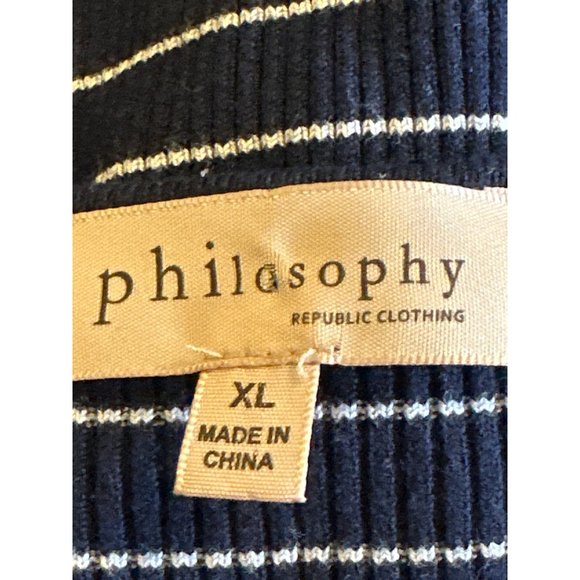 philosophy
REPUBLIC CLOTHING
XL
MADE IN
CHINA